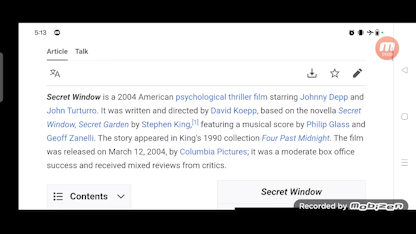 5:13
Article Talk
Secret Window is a 2004 American psychological thriller film starring Johnny Depp and
John Turturro. It was written and directed by David Koepp, based on the novella Secret
Window, Secret Garden by Stephen King,[1] featuring a musical score by Philip Glass and
Geoff Zanelli. The story appeared in King's 1990 collection Four Past Midnight. The film
was released on March 12, 2004, by Columbia Pictures; it was a moderate box office
success and received mixed reviews from critics.
Contents
Secret Window
Recorded by Mobizen